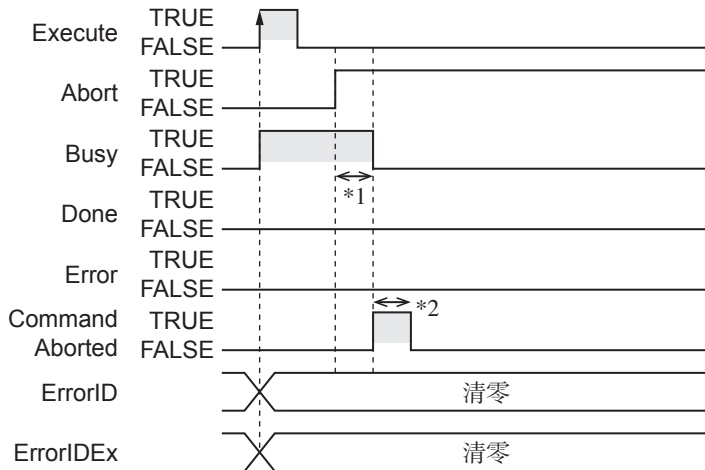 Execute TRUE
FALSE
Abort TRUE
FALSE
Busy TRUE
FALSE
*1
Done TRUE
FALSE
Error TRUE
FALSE
*2
Command TRUE
Aborted FALSE
ErrorID 清零
ErrorIDEx 清零